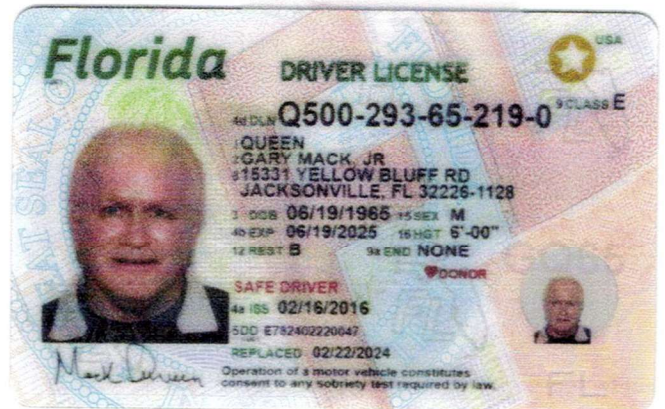 Florida
USA
DRIVER LICENSE
4d DLN Q500-293-65-219-0 9 CLASS E
1 QUEEN
2 GARY MACK, JR
8 15331 YELLOW BLUFF RD
JACKSONVILLE, FL 32226-1128
3 DOB 06/19/1965 15 SEX M
4b EXP 06/19/2025 16 HGT 6'-00"
12 REST B 9a END NONE
DONOR
SAFE DRIVER
4a ISS 02/16/2016
5DD E782402220047
REPLACED 02/22/2024
Operation of a motor vehicle constitutes
consent to any sobriety test required by law.
FL